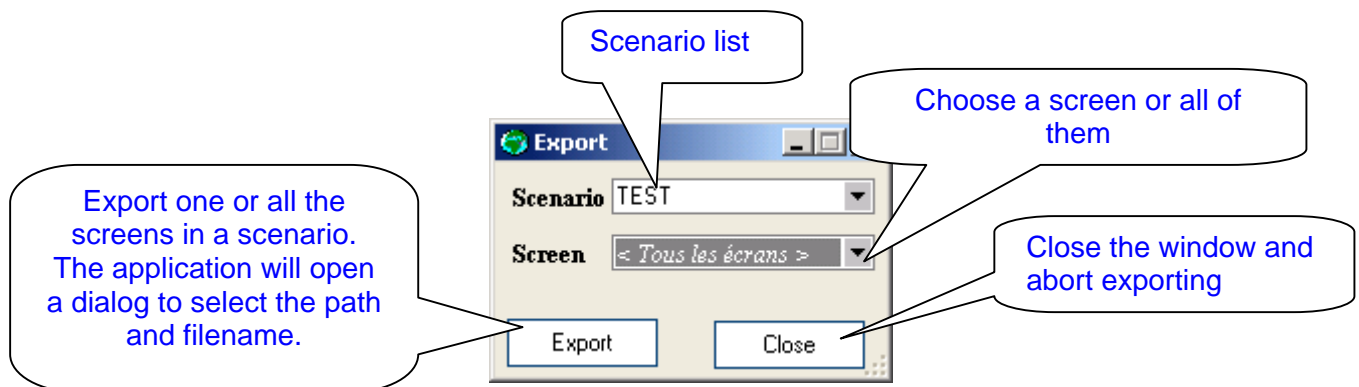 Scenario list
Choose a screen or all of
them
Export
Scenario TEST
Screen < Tous les écrans >
Export one or all the
screens in a scenario.
The application will open
a dialog to select the path
and filename.
Close the window and
abort exporting
Export
Close